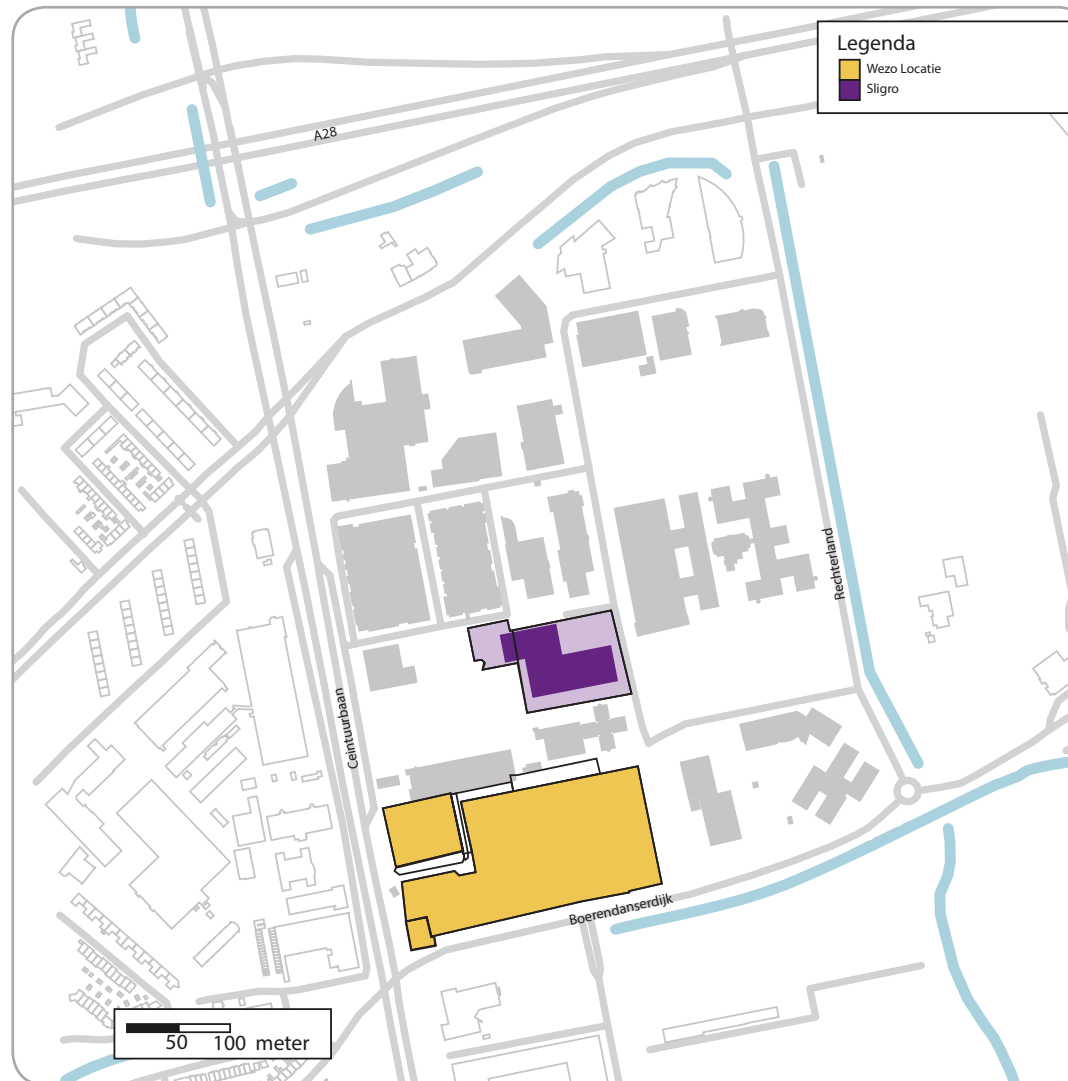 Legenda
Wezo Locatie
Sligro
A28
Rechterland
Ceintuurbaan
Boerendanserdijk
50 100 meter